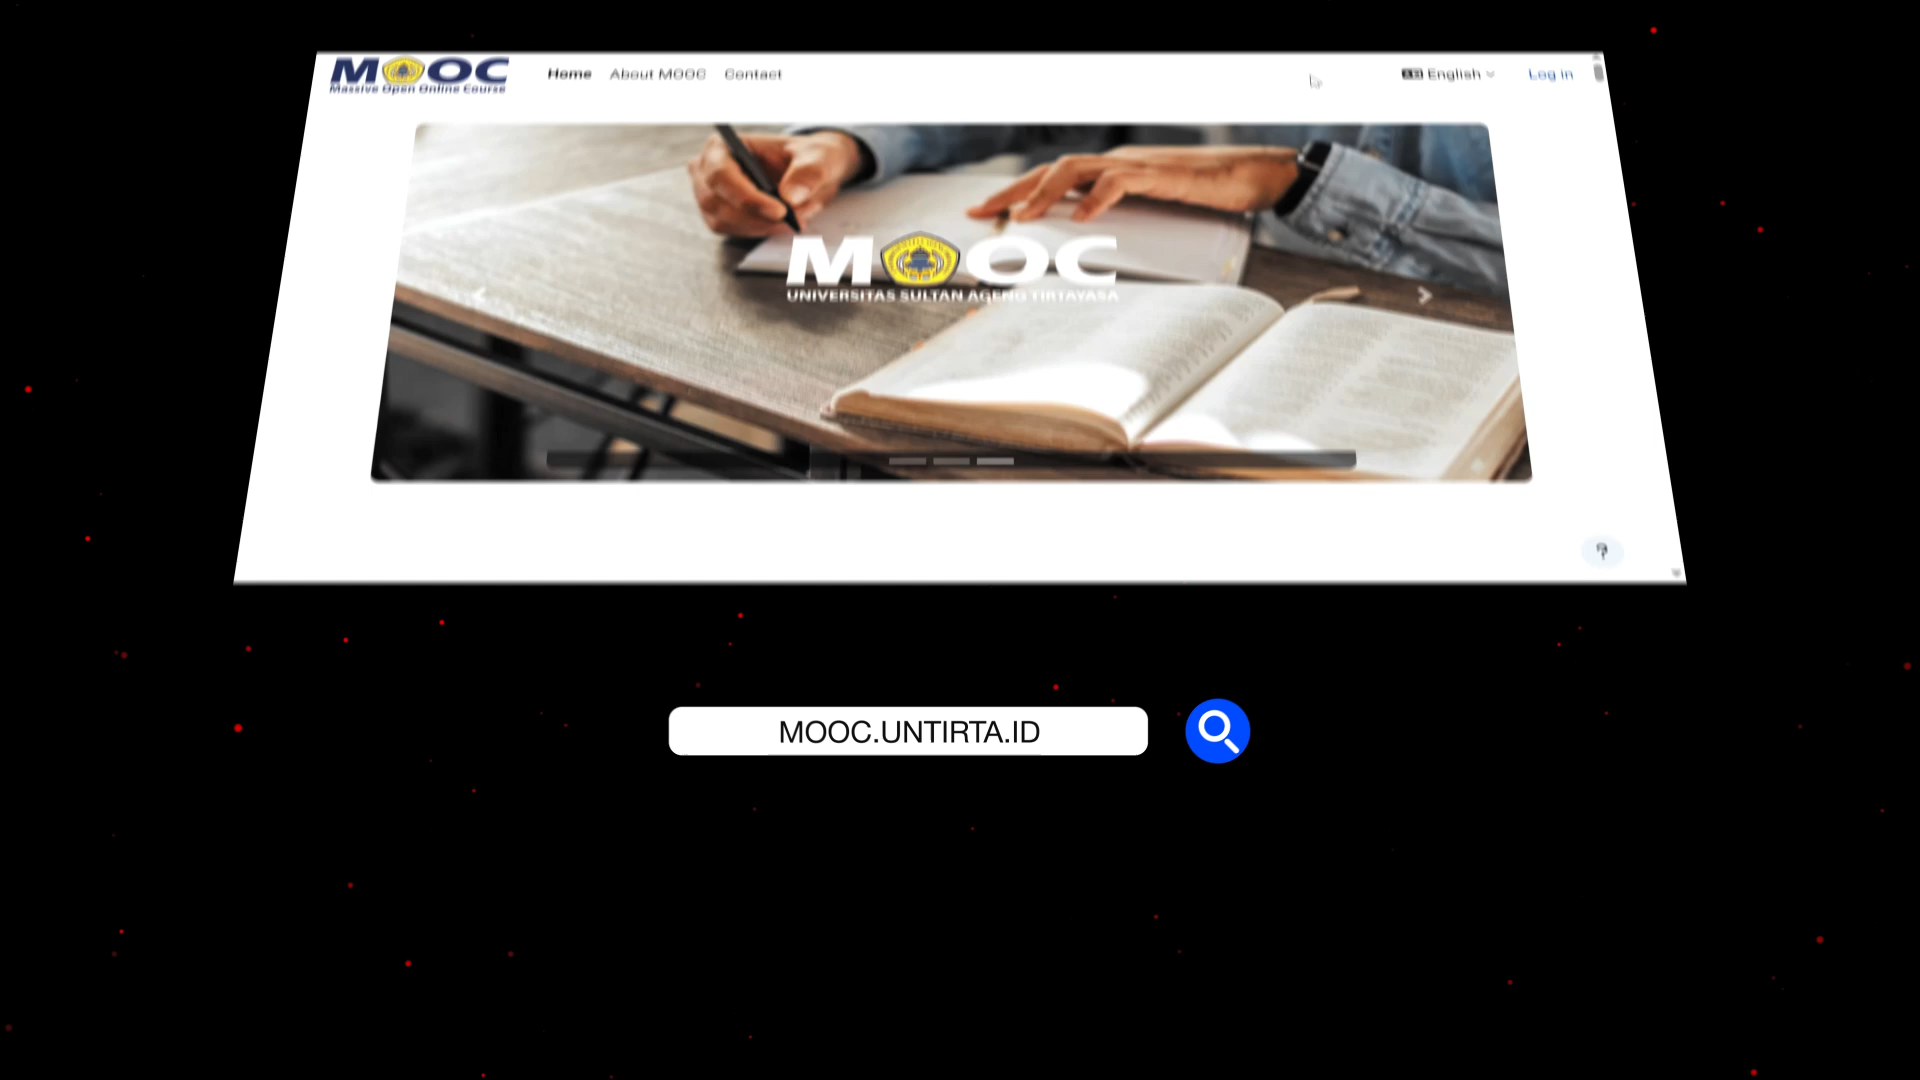 MOOC
Massive Open Online Course
Home About MOOC Contact
English
Log in
MOOC
UNIVERSITAS SULTAN AGENG TIRTAYASA
?
MOOC.UNTIRTA.ID